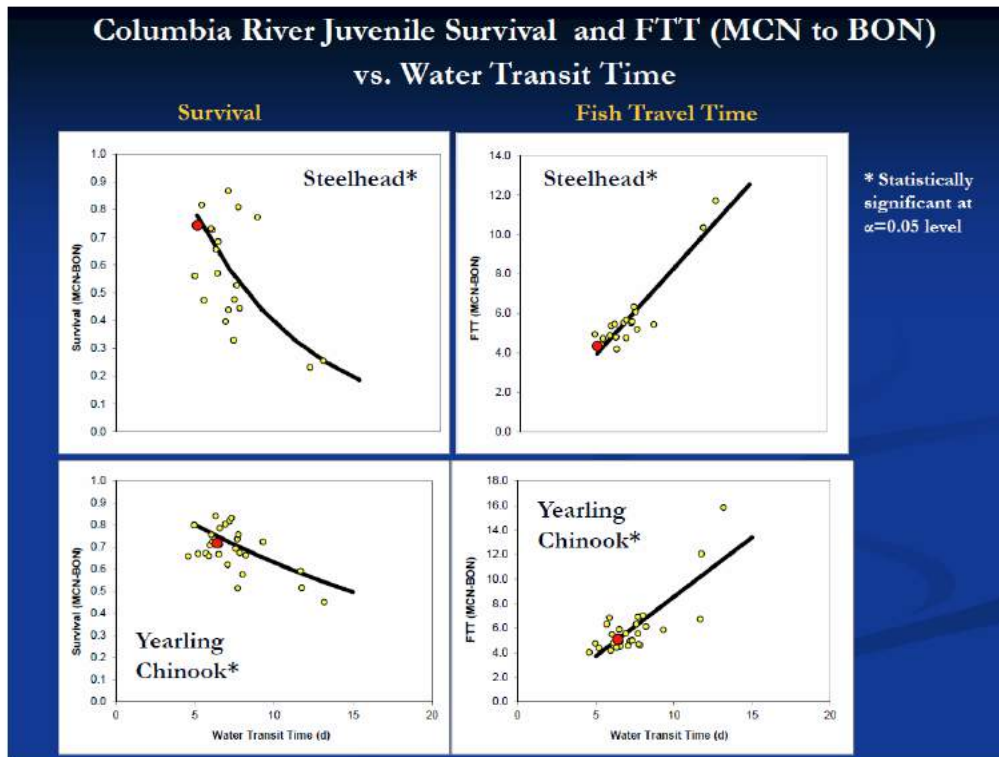 Columbia River Juvenile Survival and FTT (MCN to BON)
vs. Water Transit Time
Survival
Fish Travel Time
1.0
0.9
0.8
0.7
0.6
0.5
0.4
0.3
0.2
0.1
0.0
Survival (MCN-BON)
Steelhead*
14.0
12.0
10.0
8.0
6.0
4.0
2.0
0.0
FTT (MCN-BON)
Steelhead*
* Statistically
significant at
α=0.05 level
1.0
0.9
0.8
0.7
0.6
0.5
0.4
0.3
0.2
0.1
0.0
Survival (MCN-BON)
Yearling
Chinook*
0 5 10 15 20
Water Transit Time (d)
18.0
16.0
14.0
12.0
10.0
8.0
6.0
4.0
2.0
0.0
FTT (MCN-BON)
Yearling
Chinook*
0 5 10 15 20
Water Transit Time (d)